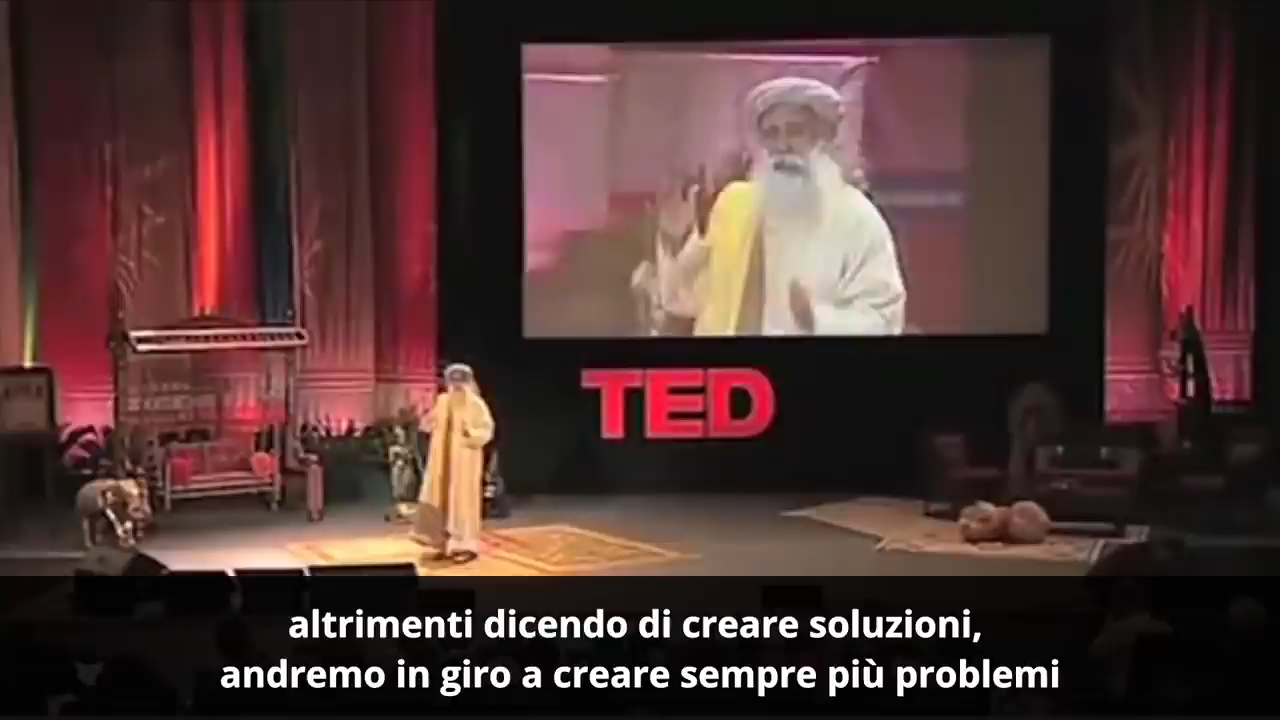 TED
altrimenti dicendo di creare soluzioni,
andremo in giro a creare sempre più problemi